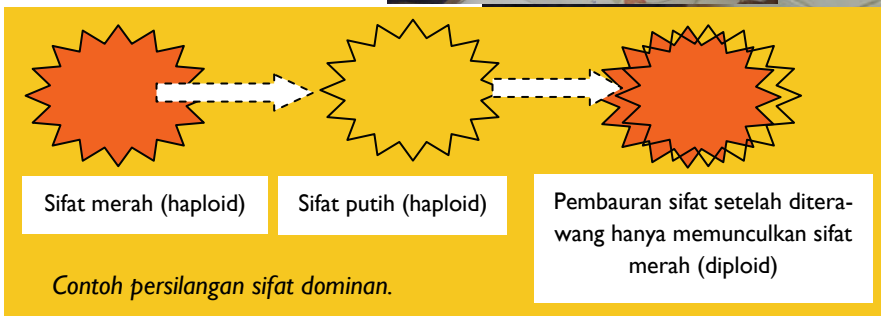 Sifat merah (haploid)
Sifat putih (haploid)
Pembauran sifat setelah ditera-
wang hanya memunculkan sifat
merah (diploid)
Contoh persilangan sifat dominan.